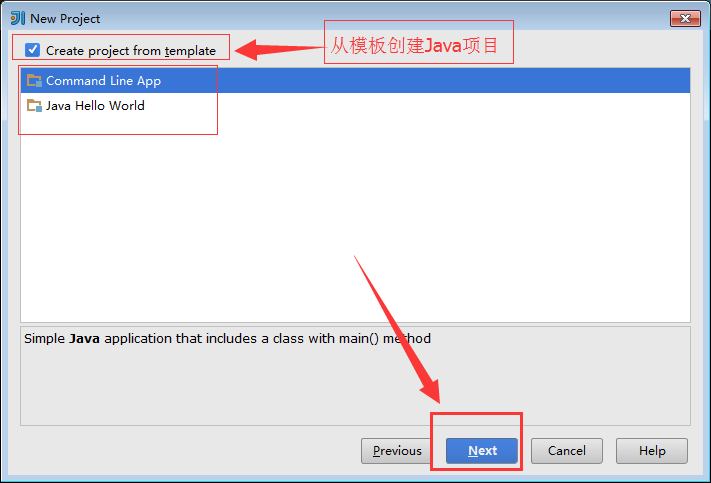 New Project
Create project from template
从模板创建Java项目
Command Line App
Java Hello World
Simple Java application that includes a class with main() method
Previous
Next
Cancel
Help